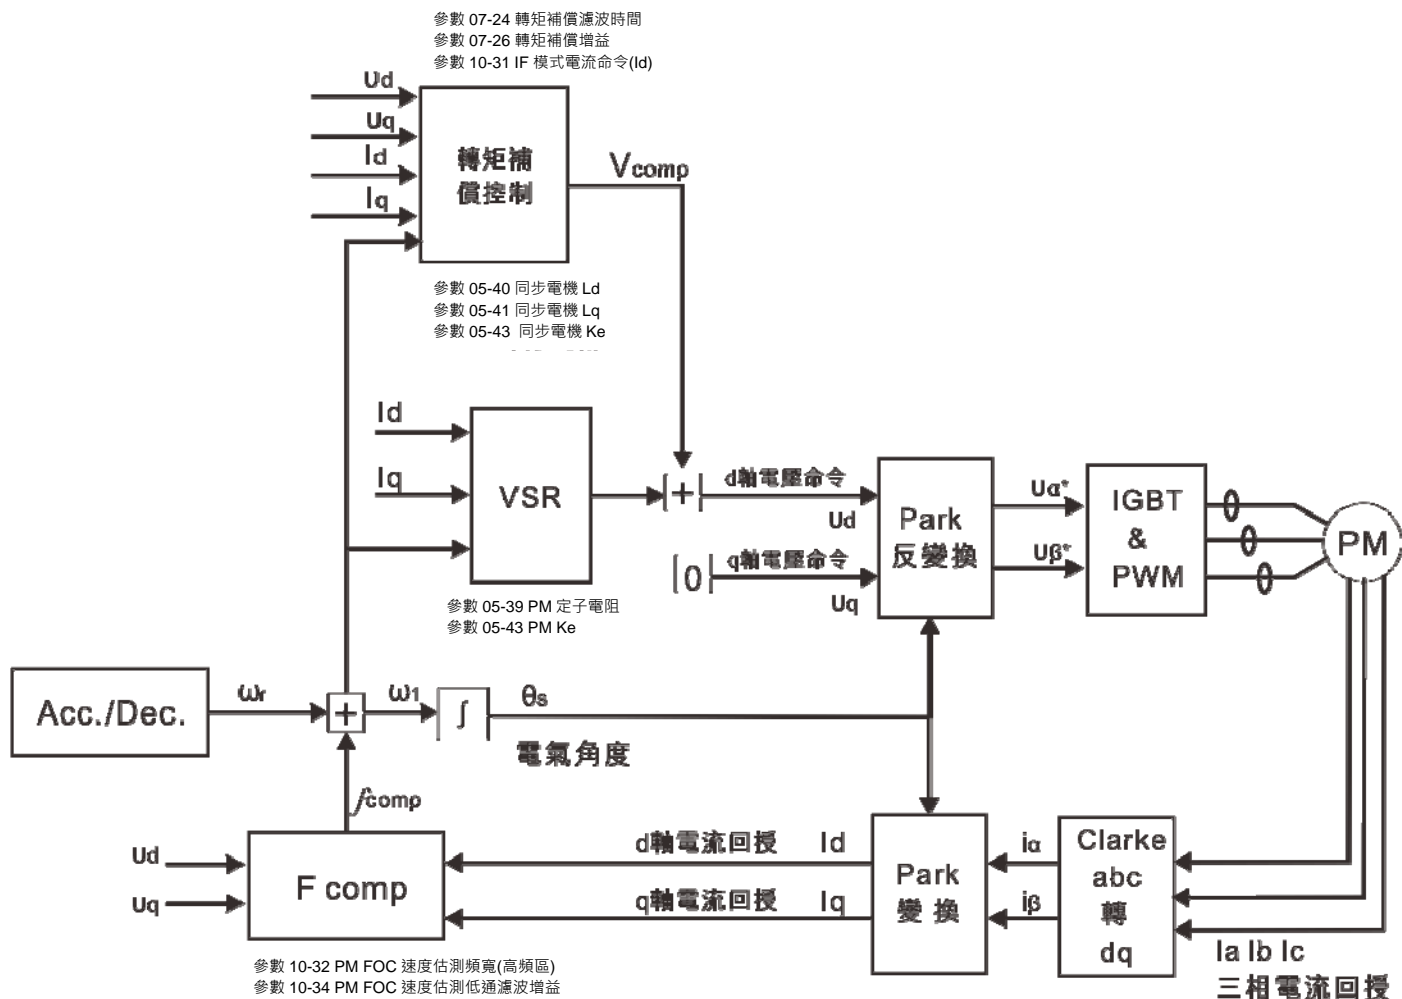 參數 07-24 轉矩補償濾波時間
參數 07-26 轉矩補償增益
參數 10-31 IF 模式電流命令(Id)
Ud
Uq
Id
Iq
轉矩補
償控制
Vcomp
參數 05-40 同步電機 Ld
參數 05-41 同步電機 Lq
參數 05-43 同步電機 Ke
Id
Iq
VSR
[+]
d軸電壓命令
Ud
[0]
q軸電壓命令
Uq
Park
反變換
Uα*
Uβ*
IGBT
&
PWM
PM
參數 05-39 PM 定子電阻
參數 05-43 PM Ke
Acc./Dec.
ωr
+
ω1
∫
θs
電氣角度
fcomp
Ud
Uq
F comp
d軸電流回授 Id
q軸電流回授 Iq
Park
變換
iα
iβ
Clarke
abc
轉
dq
Ia Ib Ic
三相電流回授
參數 10-32 PM FOC 速度估測頻寬(高頻區)
參數 10-34 PM FOC 速度估測低通濾波增益